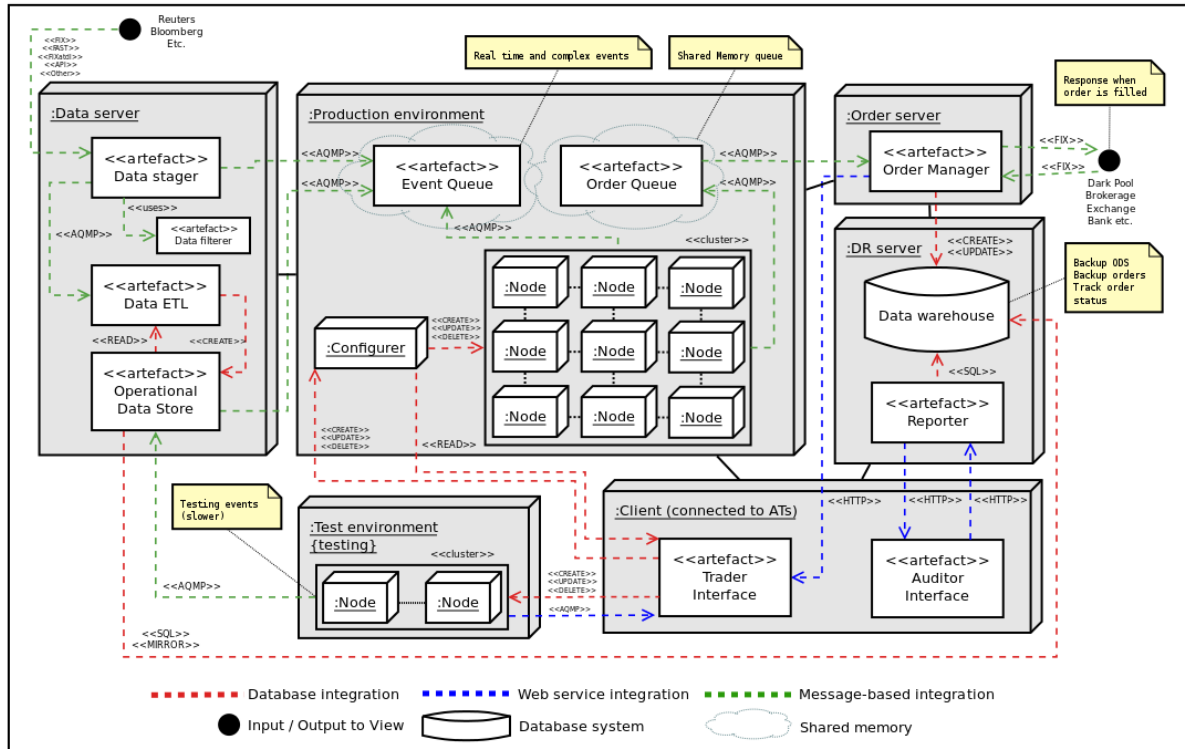 Reuters
Bloomberg
Etc.
<<FIX>>
<<FAST>>
<<FIXatdl>>
<<API>>
<<Other>>
Real time and complex events
Shared Memory queue
Response when
order is filled
:Data server
<<artefact>>
Data stager
<<uses>>
<<artefact>>
Data filterer
<<AQMP>>
<<artefact>>
Data ETL
<<READ>>
<<CREATE>>
<<artefact>>
Operational
Data Store
:Production environment
<<AQMP>>
<<AQMP>>
<<artefact>>
Event Queue
<<artefact>>
Order Queue
<<AQMP>>
<<AQMP>>
<<AQMP>>
<<cluster>>
:Node
:Node
:Node
:Node
:Node
:Node
:Node
:Node
:Node
:Configurer
<<CREATE>>
<<UPDATE>>
<<DELETE>>
<<CREATE>>
<<UPDATE>>
<<DELETE>>
<<READ>>
:Order server
<<artefact>>
Order Manager
<<FIX>>
<<FIX>>
Dark Pool
Brokerage
Exchange
Bank etc.
<<CREATE>>
<<UPDATE>>
:DR server
Data warehouse
Backup ODS
Backup orders
Track order
status
<<SQL>>
<<artefact>>
Reporter
<<HTTP>>
<<HTTP>>
<<HTTP>>
Testing events
(slower)
:Test environment
{testing}
<<cluster>>
:Node
:Node
<<AQMP>>
<<CREATE>>
<<UPDATE>>
<<DELETE>>
<<AQMP>>
:Client (connected to ATs)
<<artefact>>
Trader
Interface
<<artefact>>
Auditor
Interface
<<SQL>>
<<MIRROR>>
Database integration
Web service integration
Message-based integration
Input / Output to View
Database system
Shared memory